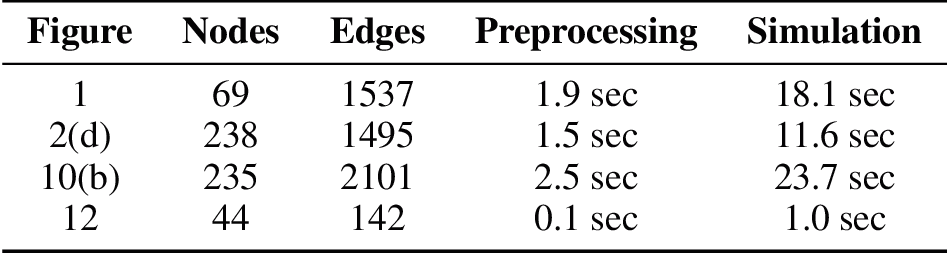 Figure Nodes Edges Preprocessing Simulation
1 69 1537 1.9 sec 18.1 sec
2(d) 238 1495 1.5 sec 11.6 sec
10(b) 235 2101 2.5 sec 23.7 sec
12 44 142 0.1 sec 1.0 sec